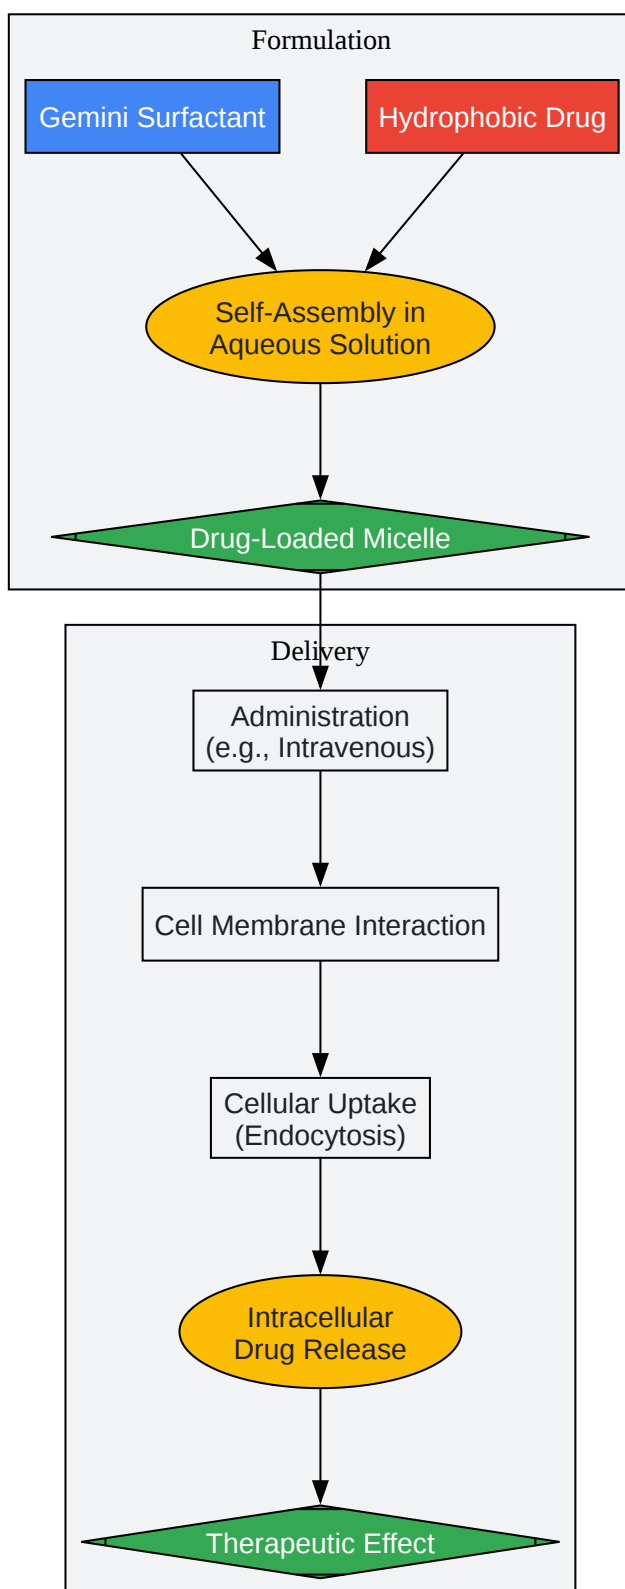 Formulation
Gemini Surfactant
Hydrophobic Drug
Self-Assembly in
Aqueous Solution
Drug-Loaded Micelle
Delivery
Administration
(e.g., Intravenous)
Cell Membrane Interaction
Cellular Uptake
(Endocytosis)
Intracellular
Drug Release
Therapeutic Effect